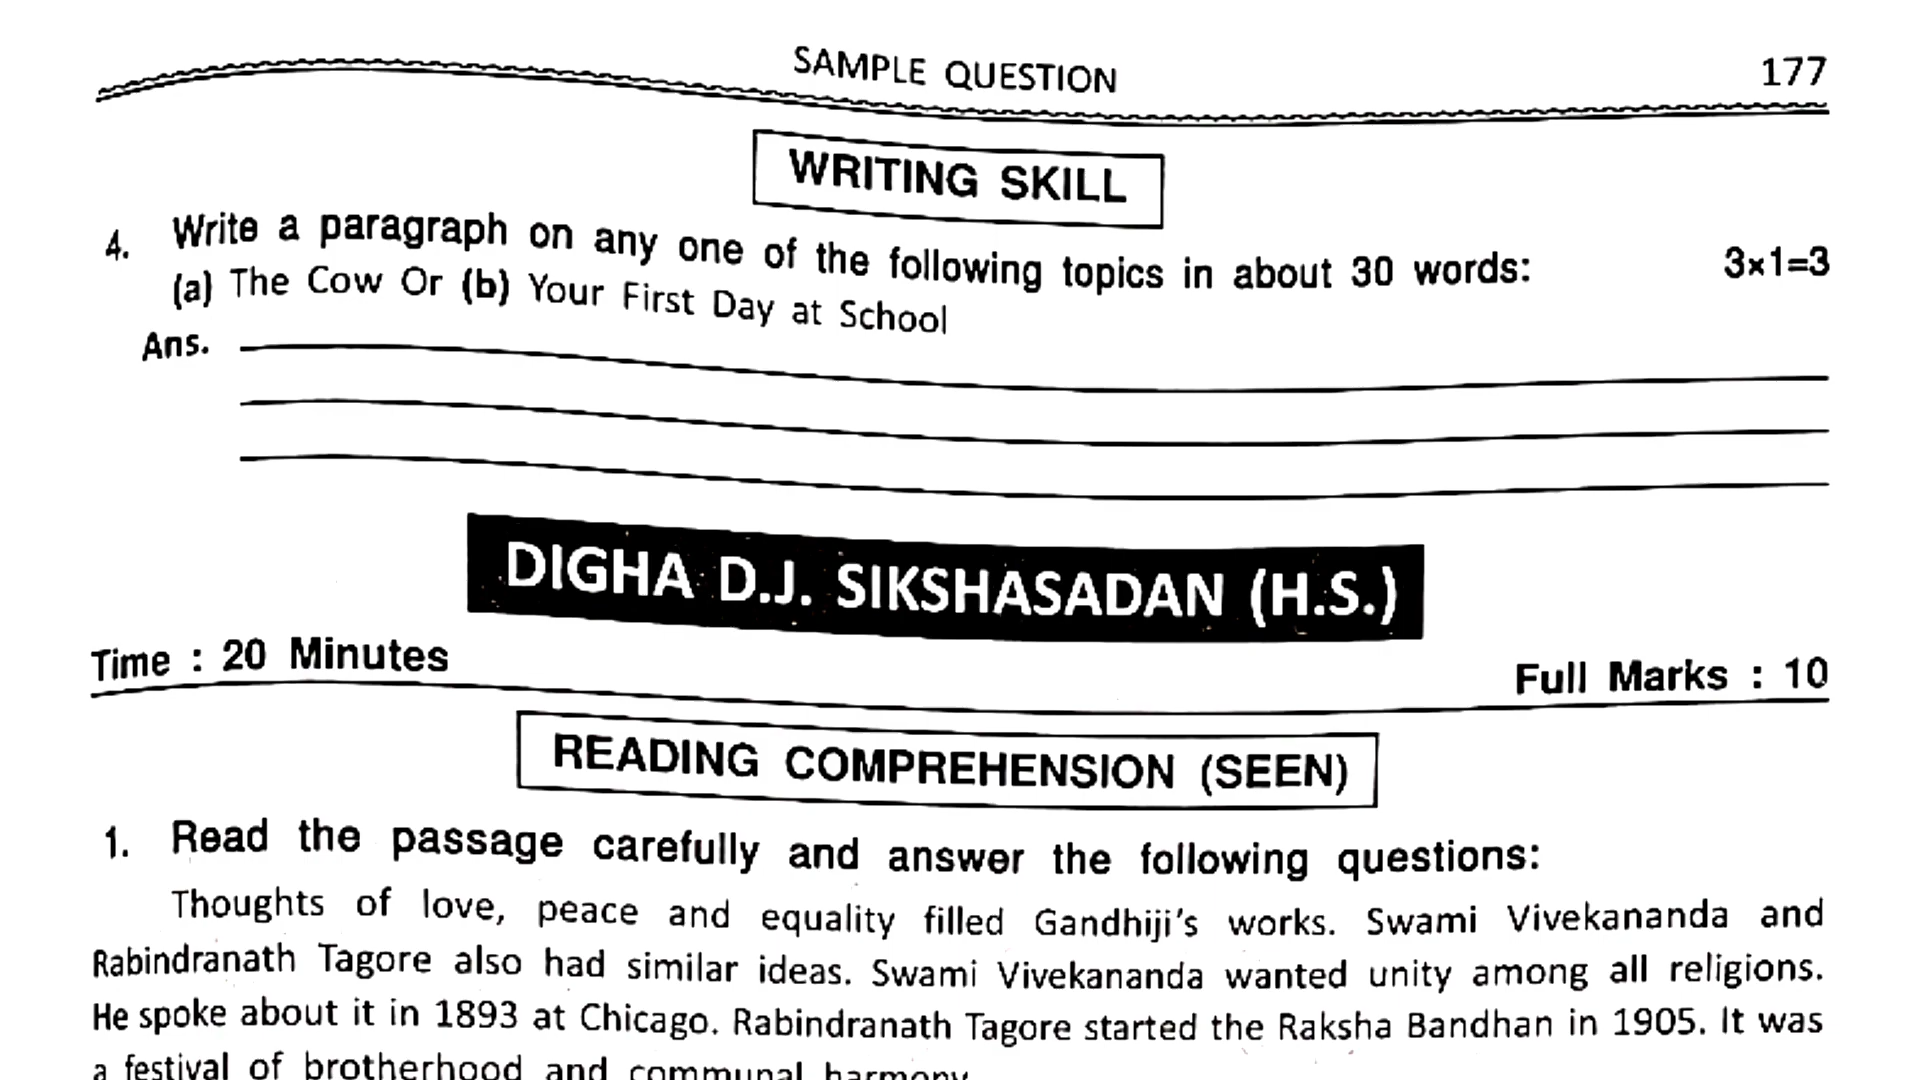 SAMPLE QUESTION 177
WRITING SKILL
4. Write a paragraph on any one of the following topics in about 30 words: 3×1=3
(a) The Cow Or (b) Your First Day at School
Ans.
DIGHA D.J. SIKSHASADAN (H.S.)
Time : 20 Minutes Full Marks : 10
READING COMPREHENSION (SEEN)
1. Read the passage carefully and answer the following questions:
Thoughts of love, peace and equality filled Gandhiji's works. Swami Vivekananda and
Rabindranath Tagore also had similar ideas. Swami Vivekananda wanted unity among all religions.
He spoke about it in 1893 at Chicago. Rabindranath Tagore started the Raksha Bandhan in 1905. It was
a festival of brotherhood and communal harmony.